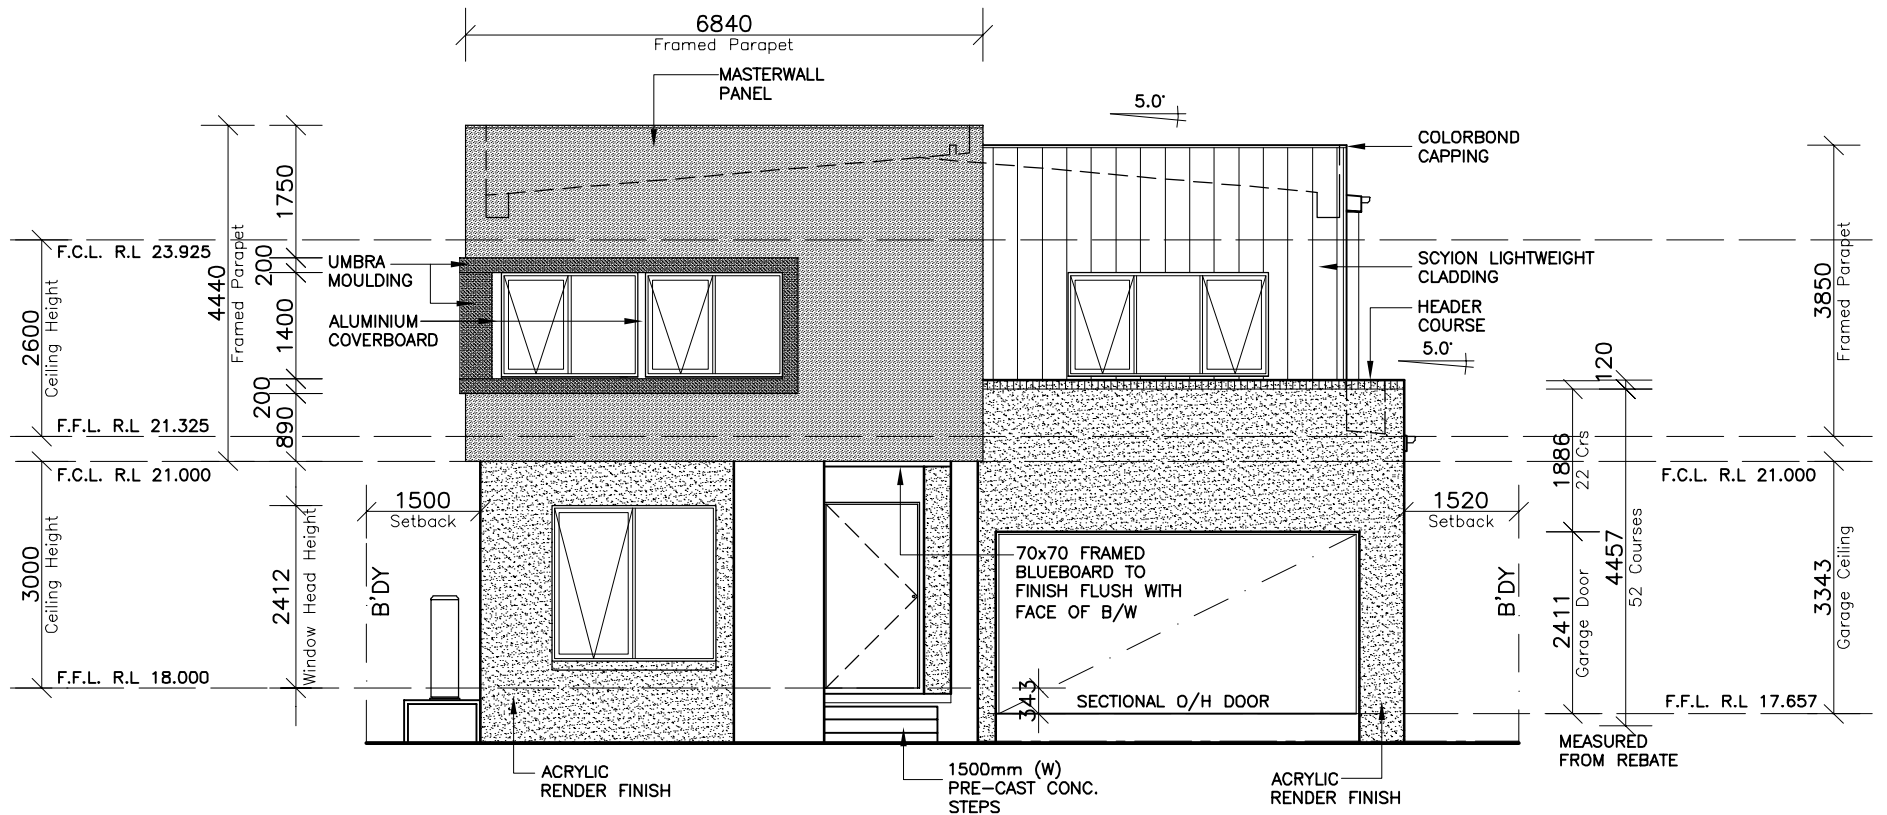 6840
Framed Parapet
MASTERWALL
PANEL
5.0°
COLORBOND
CAPPING
1750
4440
Framed Parapet
F.C.L. R.L 23.925
200
UMBRA
MOULDING
SCYION LIGHTWEIGHT
CLADDING
3850
Framed Parapet
2600
Ceiling Height
1400
ALUMINIUM
COVERBOARD
HEADER
COURSE
5.0°
120
200
890
F.F.L. R.L 21.325
1886
22 Crs
F.C.L. R.L 21.000
F.C.L. R.L 21.000
1500
Setback
1520
Setback
3000
Ceiling Height
2412
Window Head Height
B'DY
70x70 FRAMED
BLUEBOARD TO
FINISH FLUSH WITH
FACE OF B/W
B'DY
2411
Garage Door
4457
52 Courses
3343
Garage Ceiling
F.F.L. R.L 18.000
343
SECTIONAL O/H DOOR
F.F.L. R.L 17.657
MEASURED
FROM REBATE
ACRYLIC
RENDER FINISH
1500mm (W)
PRE-CAST CONC.
STEPS
ACRYLIC
RENDER FINISH